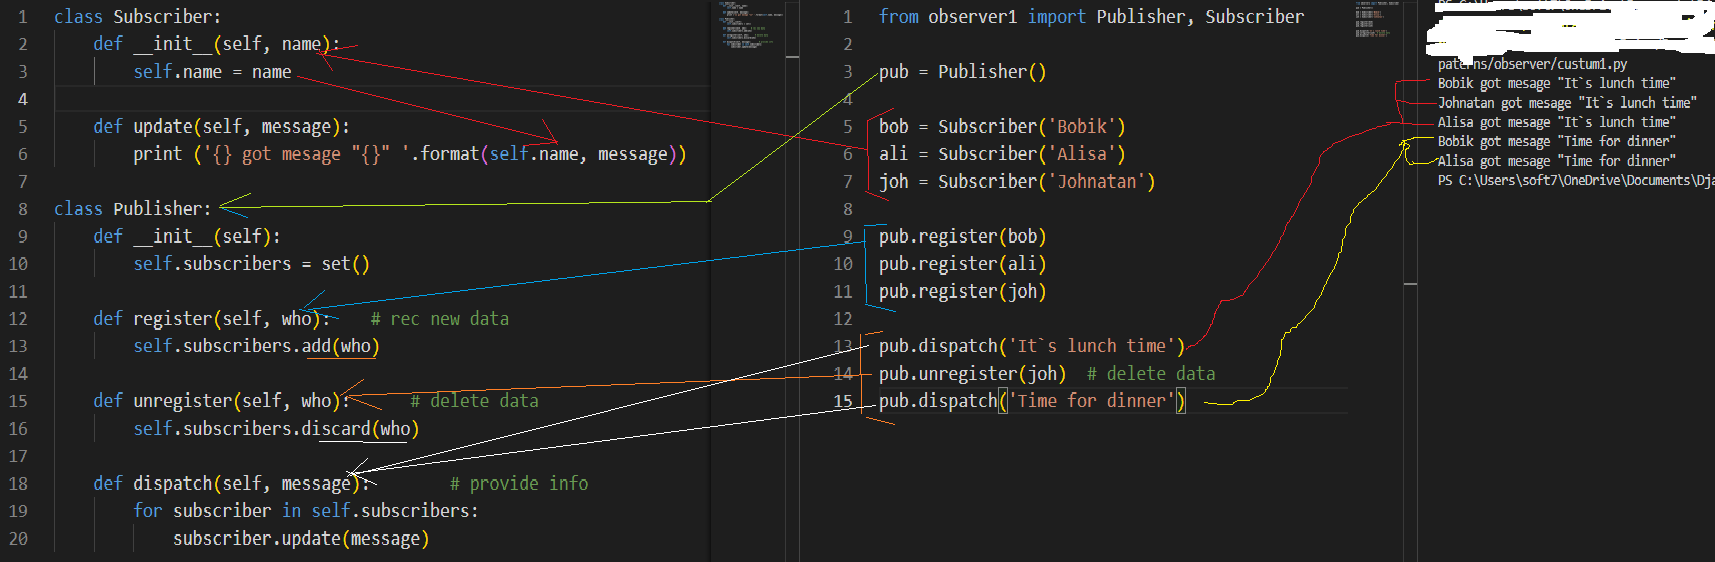 1 class Subscriber:
2 def __init__(self, name):
3 self.name = name
4
5 def update(self, message):
6 print ('{} got mesage "{}" '.format(self.name, message))
7
8 class Publisher:
9 def __init__(self):
10 self.subscribers = set()
11
12 def register(self, who): # rec new data
13 self.subscribers.add(who)
14
15 def unregister(self, who): # delete data
16 self.subscribers.discard(who)
17
18 def dispatch(self, message): # provide info
19 for subscriber in self.subscribers:
20 subscriber.update(message)
1 from observer1 import Publisher, Subscriber
2
3 pub = Publisher()
4
5 bob = Subscriber('Bobik')
6 ali = Subscriber('Alisa')
7 joh = Subscriber('Johnatan')
8
9 pub.register(bob)
10 pub.register(ali)
11 pub.register(joh)
12
13 pub.dispatch('It`s lunch time')
14 pub.unregister(joh) # delete data
15 pub.dispatch('Time for dinner')
paterns/observer/custum1.py
Bobik got mesage "It`s lunch time"
Johnatan got mesage "It`s lunch time"
Alisa got mesage "It`s lunch time"
Bobik got mesage "Time for dinner"
Alisa got mesage "Time for dinner"
PS C:\Users\soft7\OneDrive\Documents\Dja